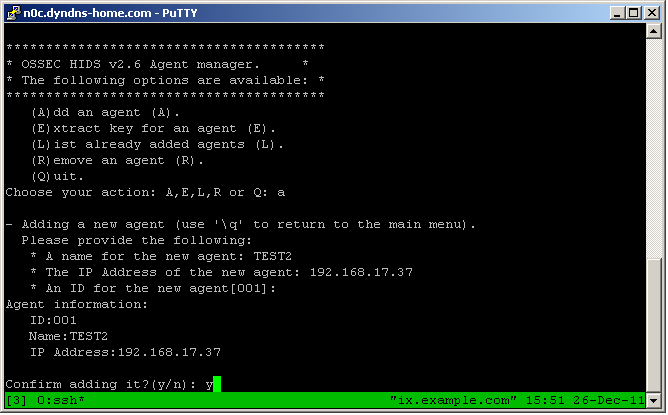 n0c.dyndns-home.com - PuTTY
****************************************
* OSSEC HIDS v2.6 Agent manager.     *
* The following options are available: *
****************************************
   (A)dd an agent (A).
   (E)xtract key for an agent (E).
   (L)ist already added agents (L).
   (R)emove an agent (R).
   (Q)uit.
Choose your action: A,E,L,R or Q: a
- Adding a new agent (use '\q' to return to the main menu).
  Please provide the following:
   * A name for the new agent: TEST2
   * The IP Address of the new agent: 192.168.17.37
   * An ID for the new agent[001]:
Agent information:
   ID:001
   Name:TEST2
   IP Address:192.168.17.37
Confirm adding it?(y/n): y
[3] 0:ssh* "ix.example.com" 15:51 26-Dec-11